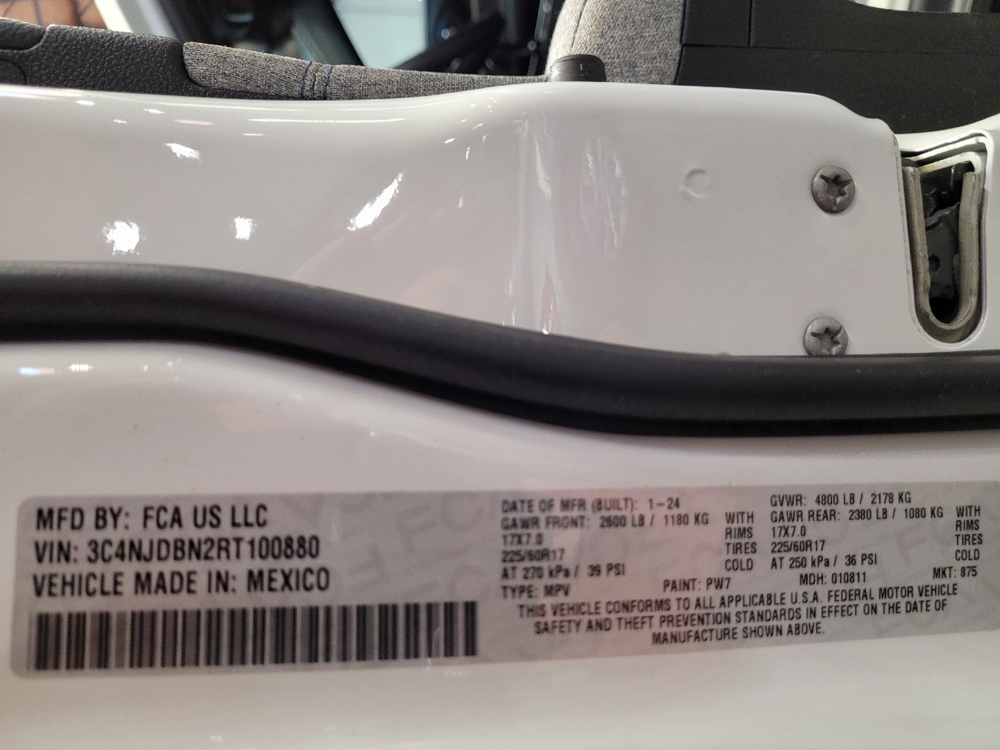 MFD BY: FCA US LLC
VIN: 3C4NJDBN2RT100880
VEHICLE MADE IN: MEXICO
DATE OF MFR (BUILT): 1-24
GAWR FRONT: 2600 LB / 1180 KG WITH
17X7.0 RIMS
225/60R17 TIRES
AT 270 kPa / 39 PSI COLD
GVWR: 4800 LB / 2178 KG
GAWR REAR: 2380 LB / 1080 KG WITH
17X7.0 RIMS
225/60R17 TIRES
AT 250 kPa / 36 PSI COLD
TYPE: MPV PAINT: PW7 MDH: 010811 MKT: 875
THIS VEHICLE CONFORMS TO ALL APPLICABLE U.S.A. FEDERAL MOTOR VEHICLE
SAFETY AND THEFT PREVENTION STANDARDS IN EFFECT ON THE DATE OF
MANUFACTURE SHOWN ABOVE.